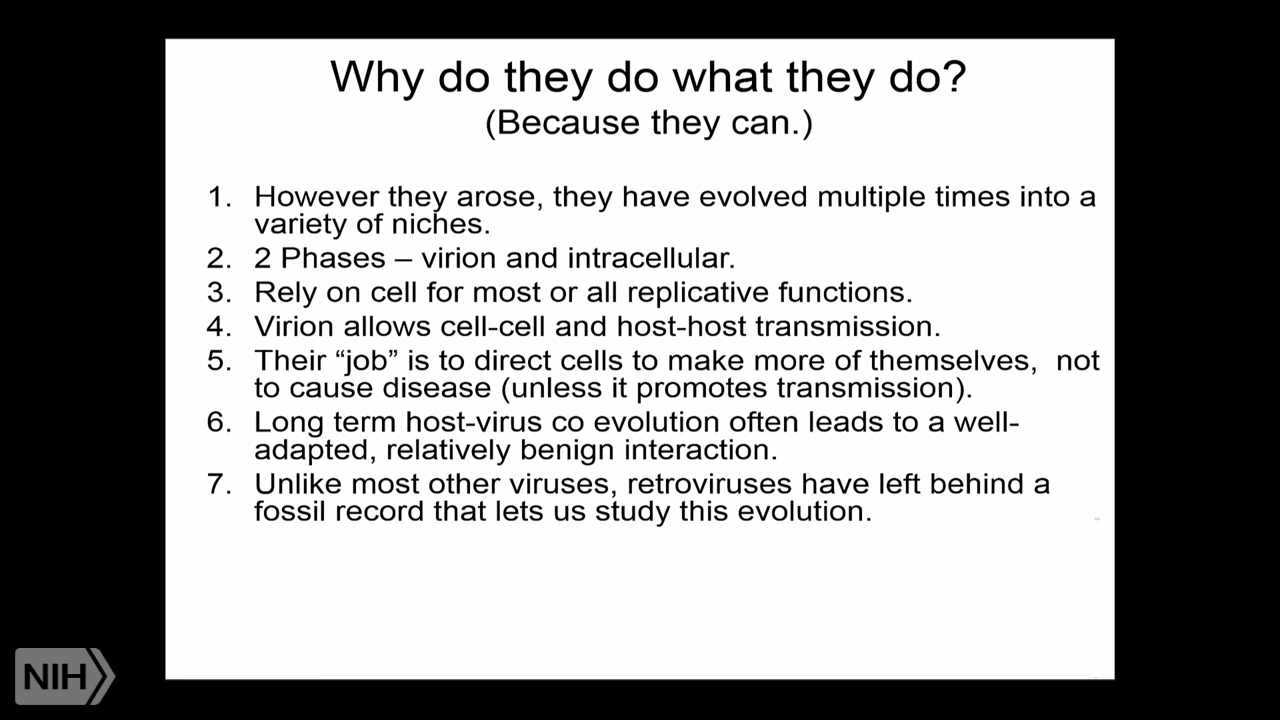 Why do they do what they do?
(Because they can.)
1. However they arose, they have evolved multiple times into a
variety of niches.
2. 2 Phases – virion and intracellular.
3. Rely on cell for most or all replicative functions.
4. Virion allows cell-cell and host-host transmission.
5. Their “job” is to direct cells to make more of themselves,  not
to cause disease (unless it promotes transmission).
6. Long term host-virus co evolution often leads to a well-
adapted, relatively benign interaction.
7. Unlike most other viruses, retroviruses have left behind a
fossil record that lets us study this evolution.
NIH